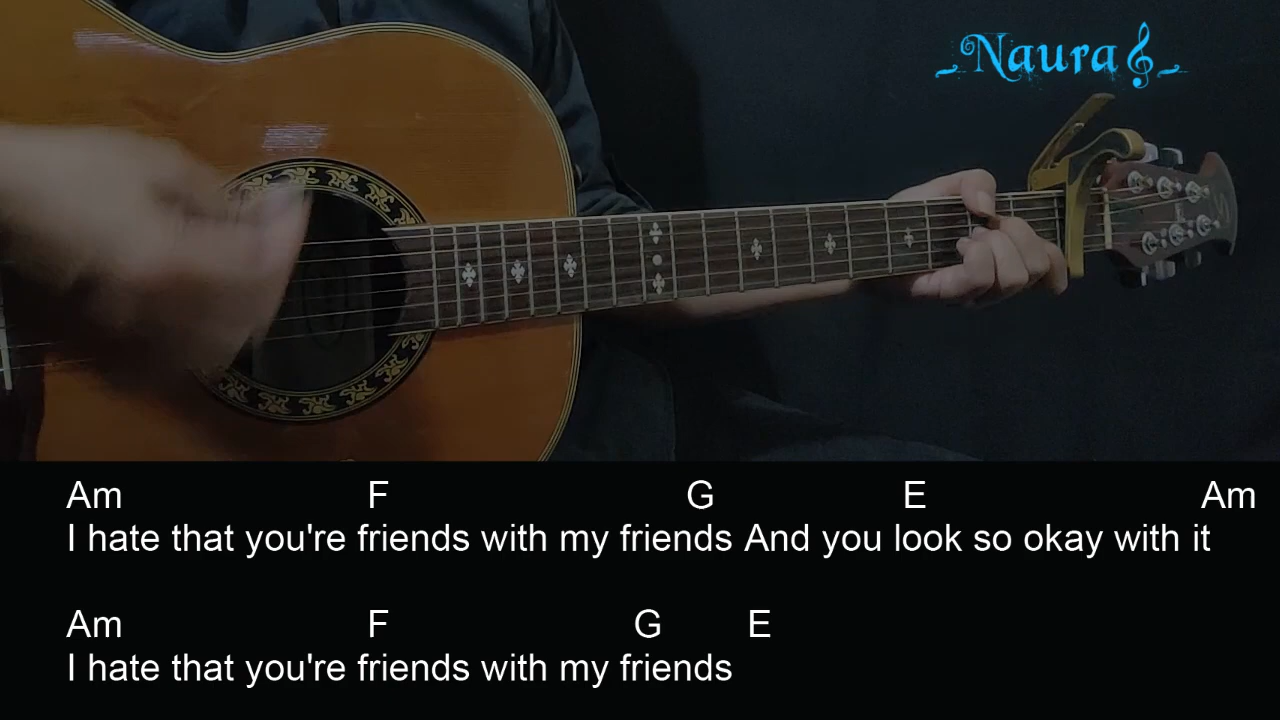 Naura
Am F G E Am
I hate that you're friends with my friends And you look so okay with it
Am F G E
I hate that you're friends with my friends